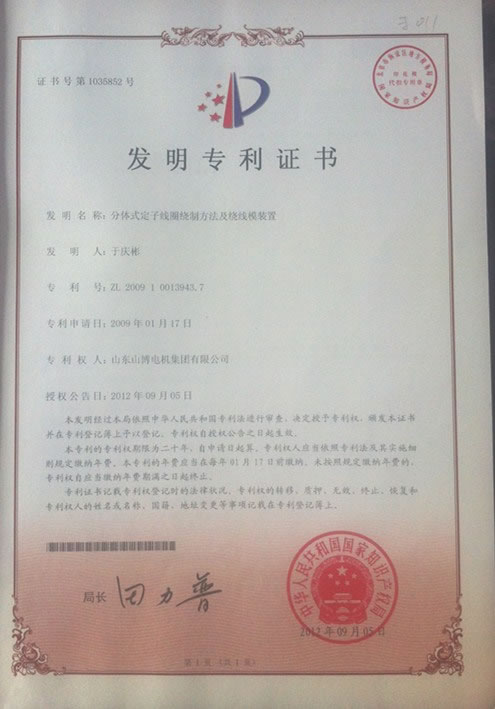 证书号第1035852号
发明专利证书
发明名称：分体式定子线圈绕制方法及绕线模装置
发明人：于庆彬
专利号：ZL 2009 1 0013943.7
专利申请日：2009年01月17日
专利权人：山东山博电机集团有限公司
授权公告日：2012年09月05日
本发明经过本局依照中华人民共和国专利法进行审查，决定授予专利权，颁发本证书
并在专利登记簿上予以登记。专利权自授权公告之日起生效。
本专利的专利权期限为二十年，自申请日起算。专利权人应当依照专利法及其实施细
则规定缴纳年费。本专利的年费应当在每年01月17日前缴纳。未按照规定缴纳年费的，
专利权自应当缴纳年费期满之日起终止。
专利证书记载专利权登记时的法律状况。专利权的转移、质押、无效、终止、恢复和
专利权人的姓名或名称、国籍、地址变更等事项记载在专利登记簿上。
局长
田力普
中华人民共和国国家知识产权局
2012年09月05日
第1页（共1页）